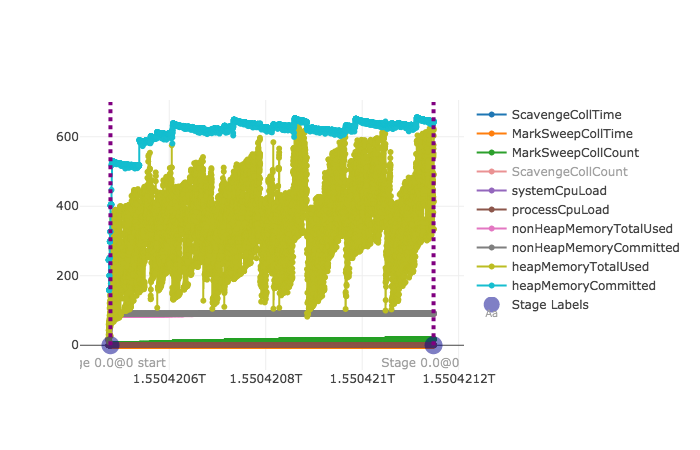 600
400
200
0
ScavengeCollTime
MarkSweepCollTime
MarkSweepCollCount
ScavengeCollCount
systemCpuLoad
processCpuLoad
nonHeapMemoryTotalUsed
nonHeapMemoryCommitted
heapMemoryTotalUsed
heapMemoryCommitted
Stage Labels
Aa
ge 0.0@0 start
Stage 0.0@0
1.5504206T
1.5504208T
1.550421T
1.5504212T